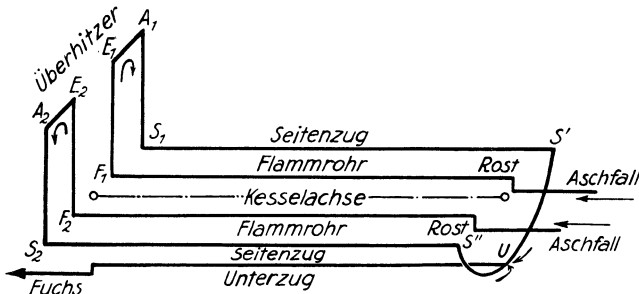 A1
E1
Überhitzer
E2
A2
S1 Seitenzug S'
F1 Flammrohr Rost
Aschfall
Kesselachse
F2 Flammrohr Rost S"
Aschfall
S2 Seitenzug U
Fuchs Unterzug